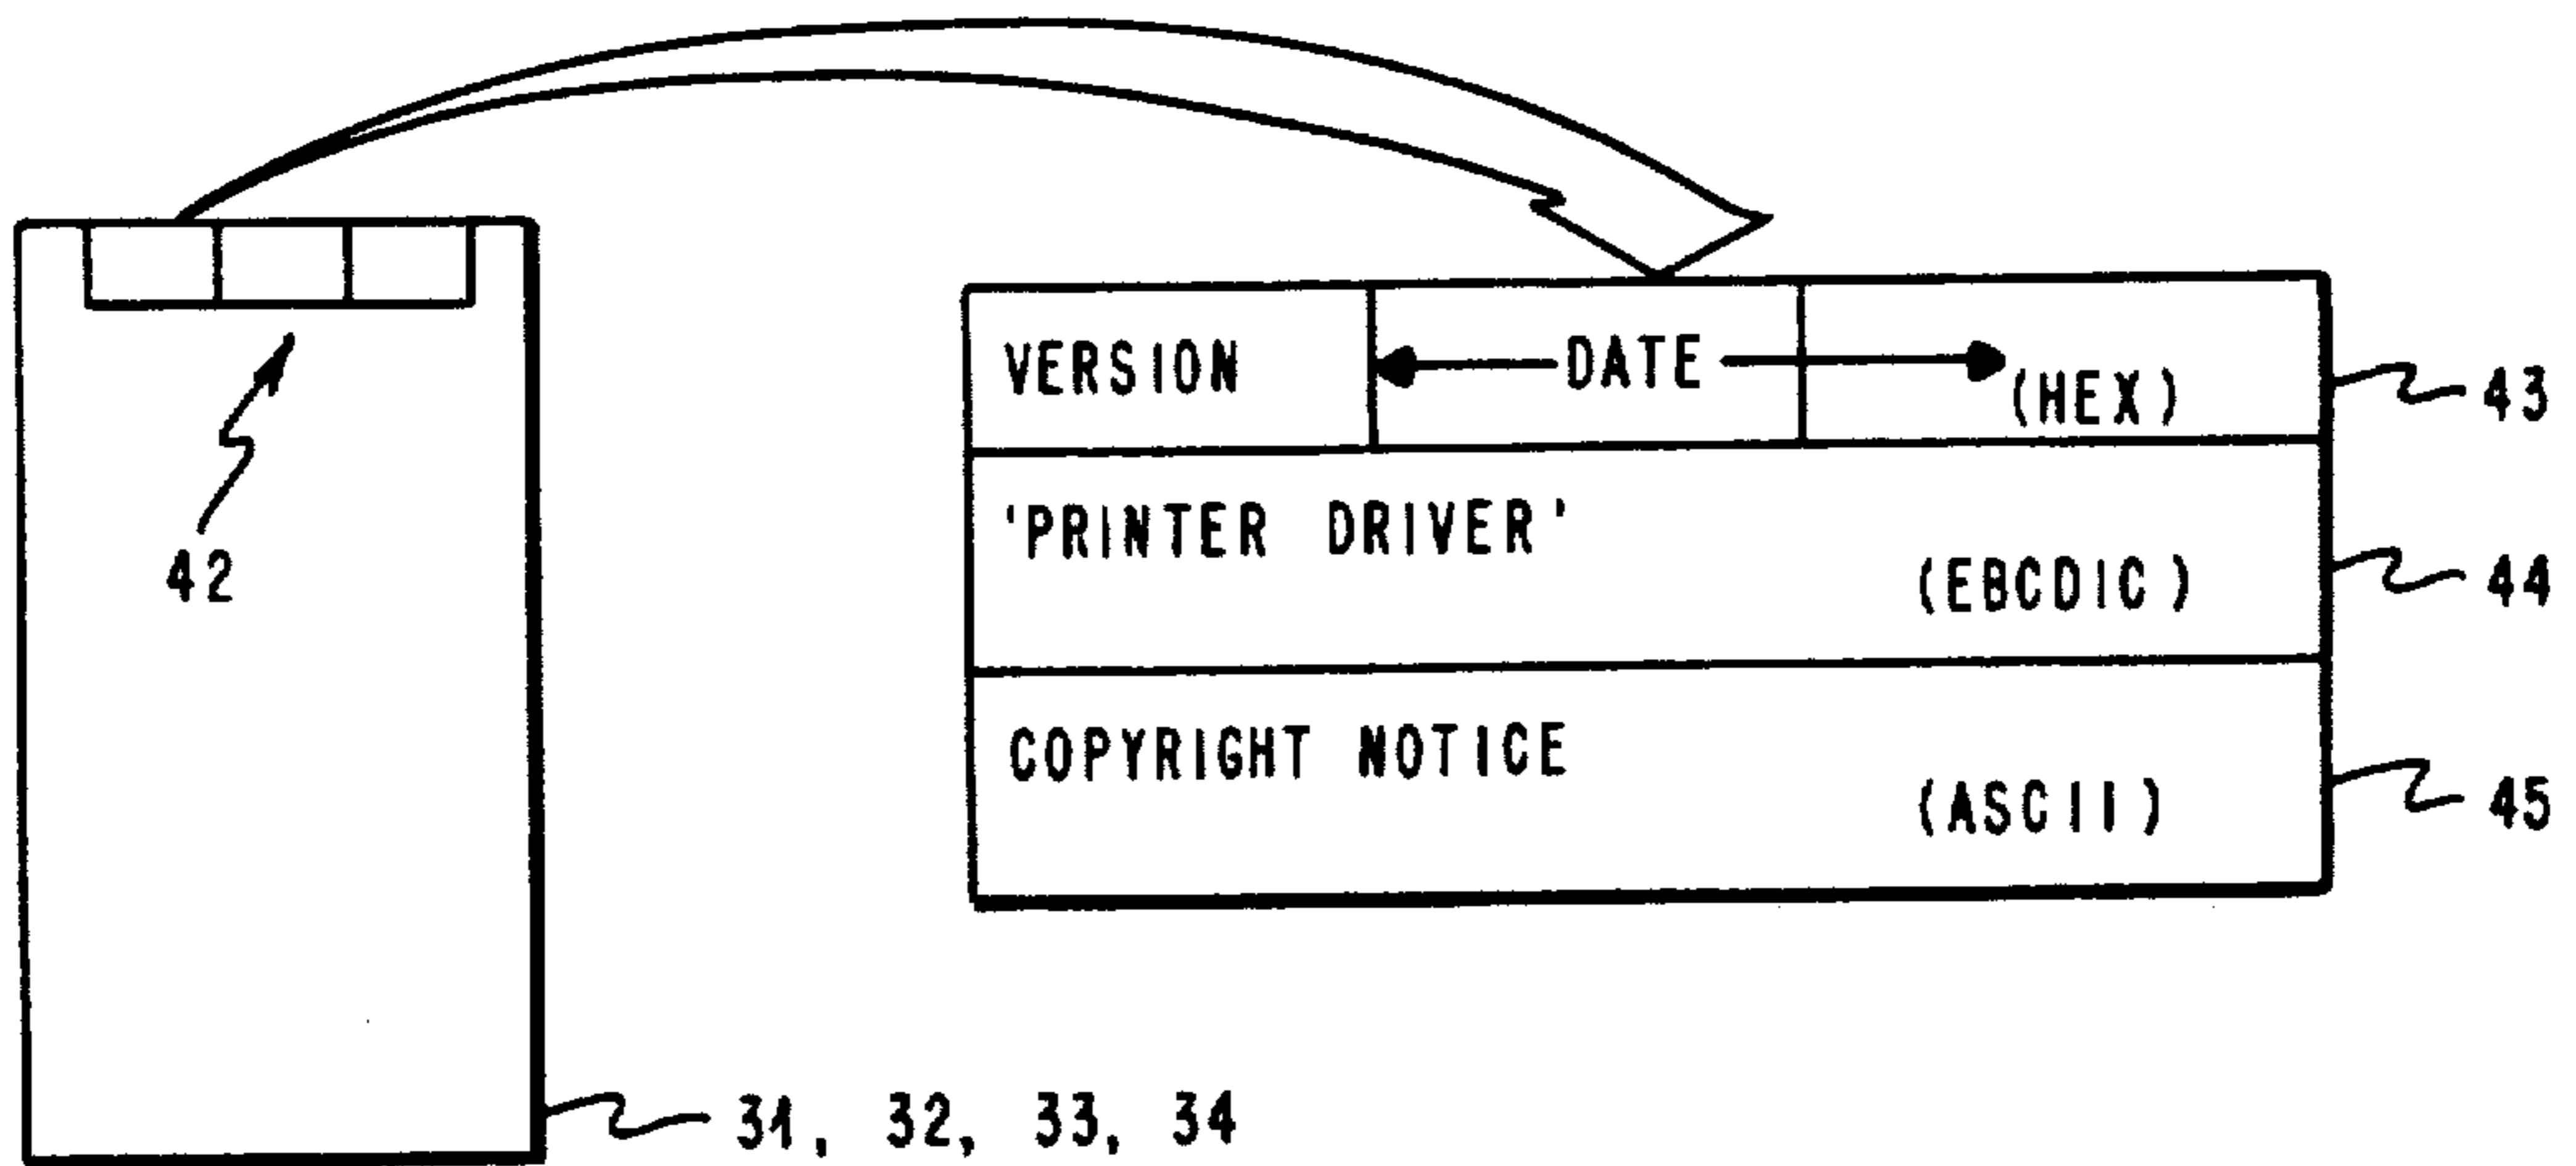 VERSION DATE (HEX) 43
'PRINTER DRIVER'
(EBCDIC) 44
42
COPYRIGHT NOTICE
(ASCII) 45
31, 32, 33, 34